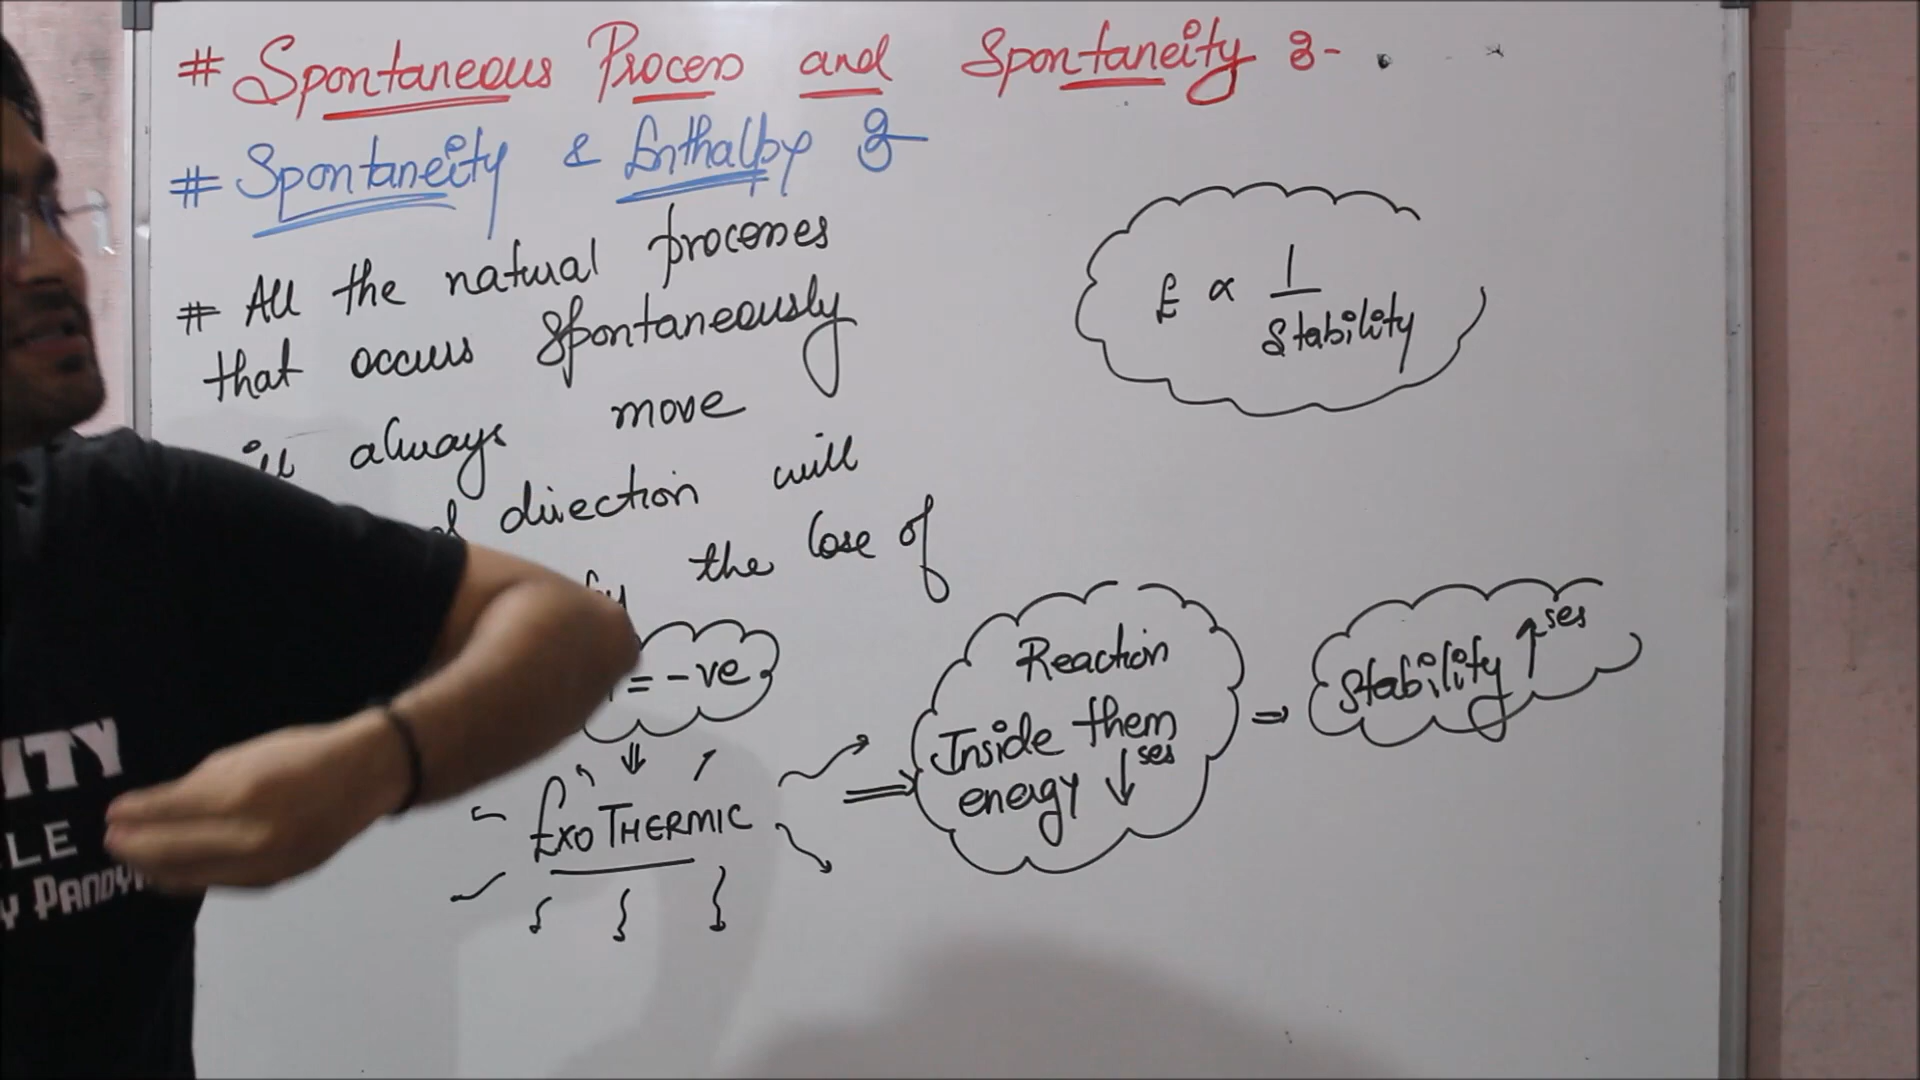 # Spontaneous Process and Spontaneity :-
# Spontaneity & Enthalpy :-
# All the natural processes
that occurs spontaneously
always move
direction will
the lose of
= -ve
EXOTHERMIC
E ∝ 1
Stability
Reaction
Inside them
energy ↓ses
⇒
Stability ↑ses
ITY
LE
Y PANDY